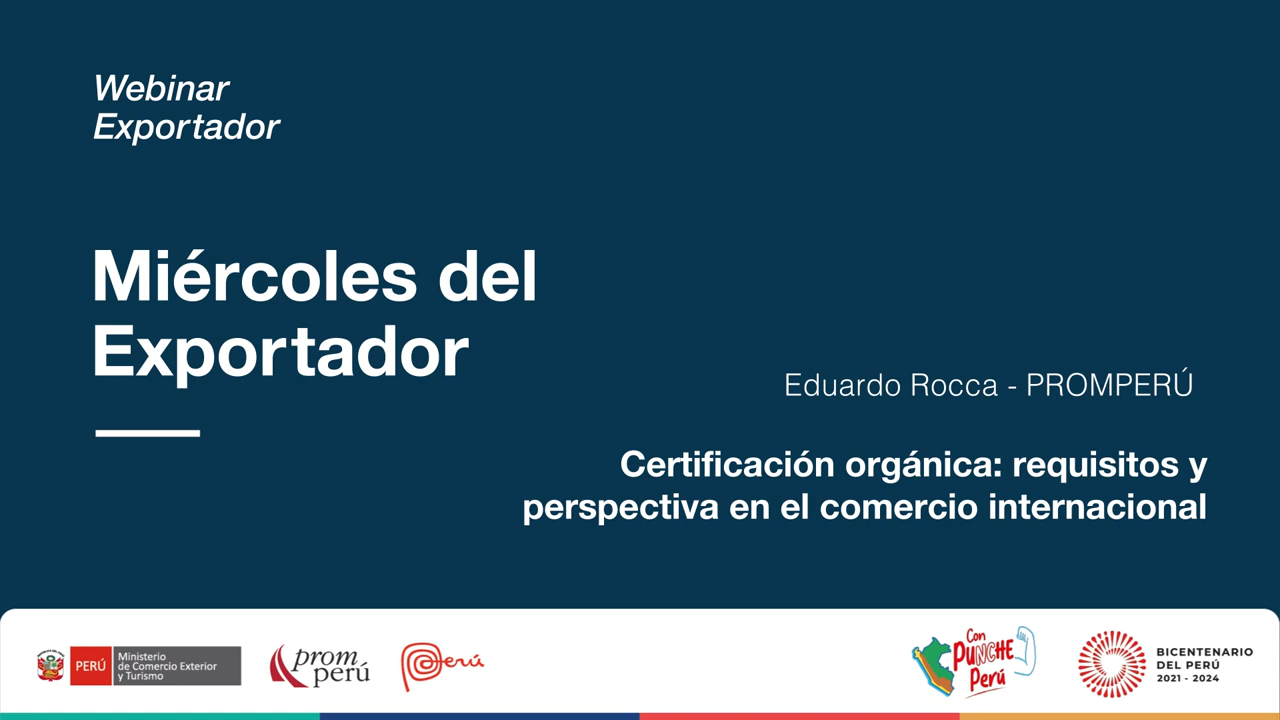 Webinar
Exportador
Miércoles del
Exportador
Eduardo Rocca - PROMPERÚ
Certificación orgánica: requisitos y
perspectiva en el comercio internacional
PERÚ
Ministerio
de Comercio Exterior
y Turismo
prom
perú
Perú
Con
PUNCHE
Perú
BICENTENARIO
DEL PERÚ
2021 - 2024